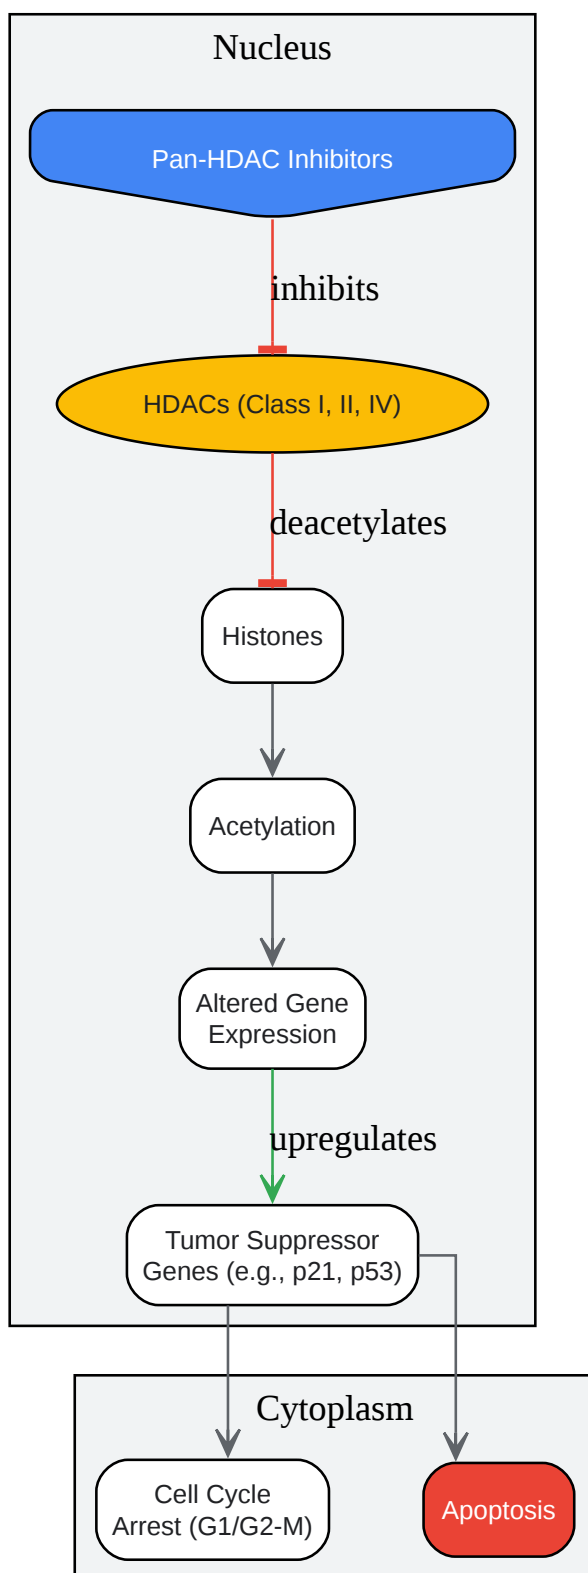 Nucleus
Pan-HDAC Inhibitors
inhibits
HDACs (Class I, II, IV)
deacetylates
Histones
Acetylation
Altered Gene
Expression
upregulates
Tumor Suppressor
Genes (e.g., p21, p53)
Cytoplasm
Cell Cycle
Arrest (G1/G2-M)
Apoptosis